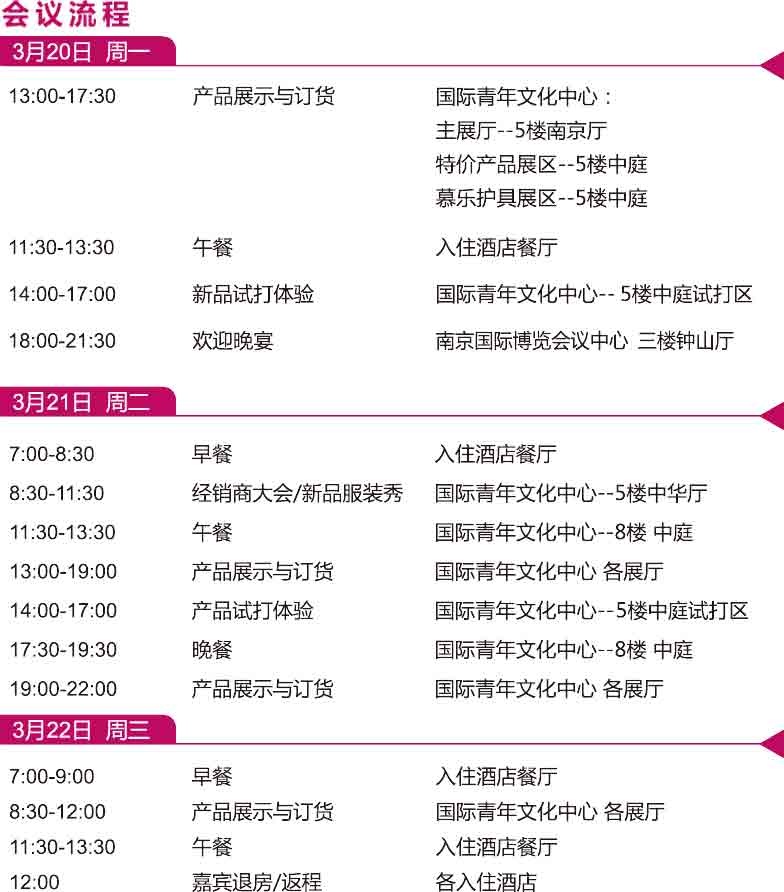 会议流程
3月20日 周一
13:00-17:30 产品展示与订货 国际青年文化中心：
主展厅--5楼南京厅
特价产品展区--5楼中庭
慕乐护具展区--5楼中庭
11:30-13:30 午餐 入住酒店餐厅
14:00-17:00 新品试打体验 国际青年文化中心-- 5楼中庭试打区
18:00-21:30 欢迎晚宴 南京国际博览会议中心 三楼钟山厅
3月21日 周二
7:00-8:30 早餐 入住酒店餐厅
8:30-11:30 经销商大会/新品服装秀 国际青年文化中心--5楼中华厅
11:30-13:30 午餐 国际青年文化中心--8楼 中庭
13:00-19:00 产品展示与订货 国际青年文化中心 各展厅
14:00-17:00 产品试打体验 国际青年文化中心--5楼中庭试打区
17:30-19:30 晚餐 国际青年文化中心--8楼 中庭
19:00-22:00 产品展示与订货 国际青年文化中心 各展厅
3月22日 周三
7:00-9:00 早餐 入住酒店餐厅
8:30-12:00 产品展示与订货 国际青年文化中心 各展厅
11:30-13:30 午餐 入住酒店餐厅
12:00 嘉宾退房/返程 各入住酒店